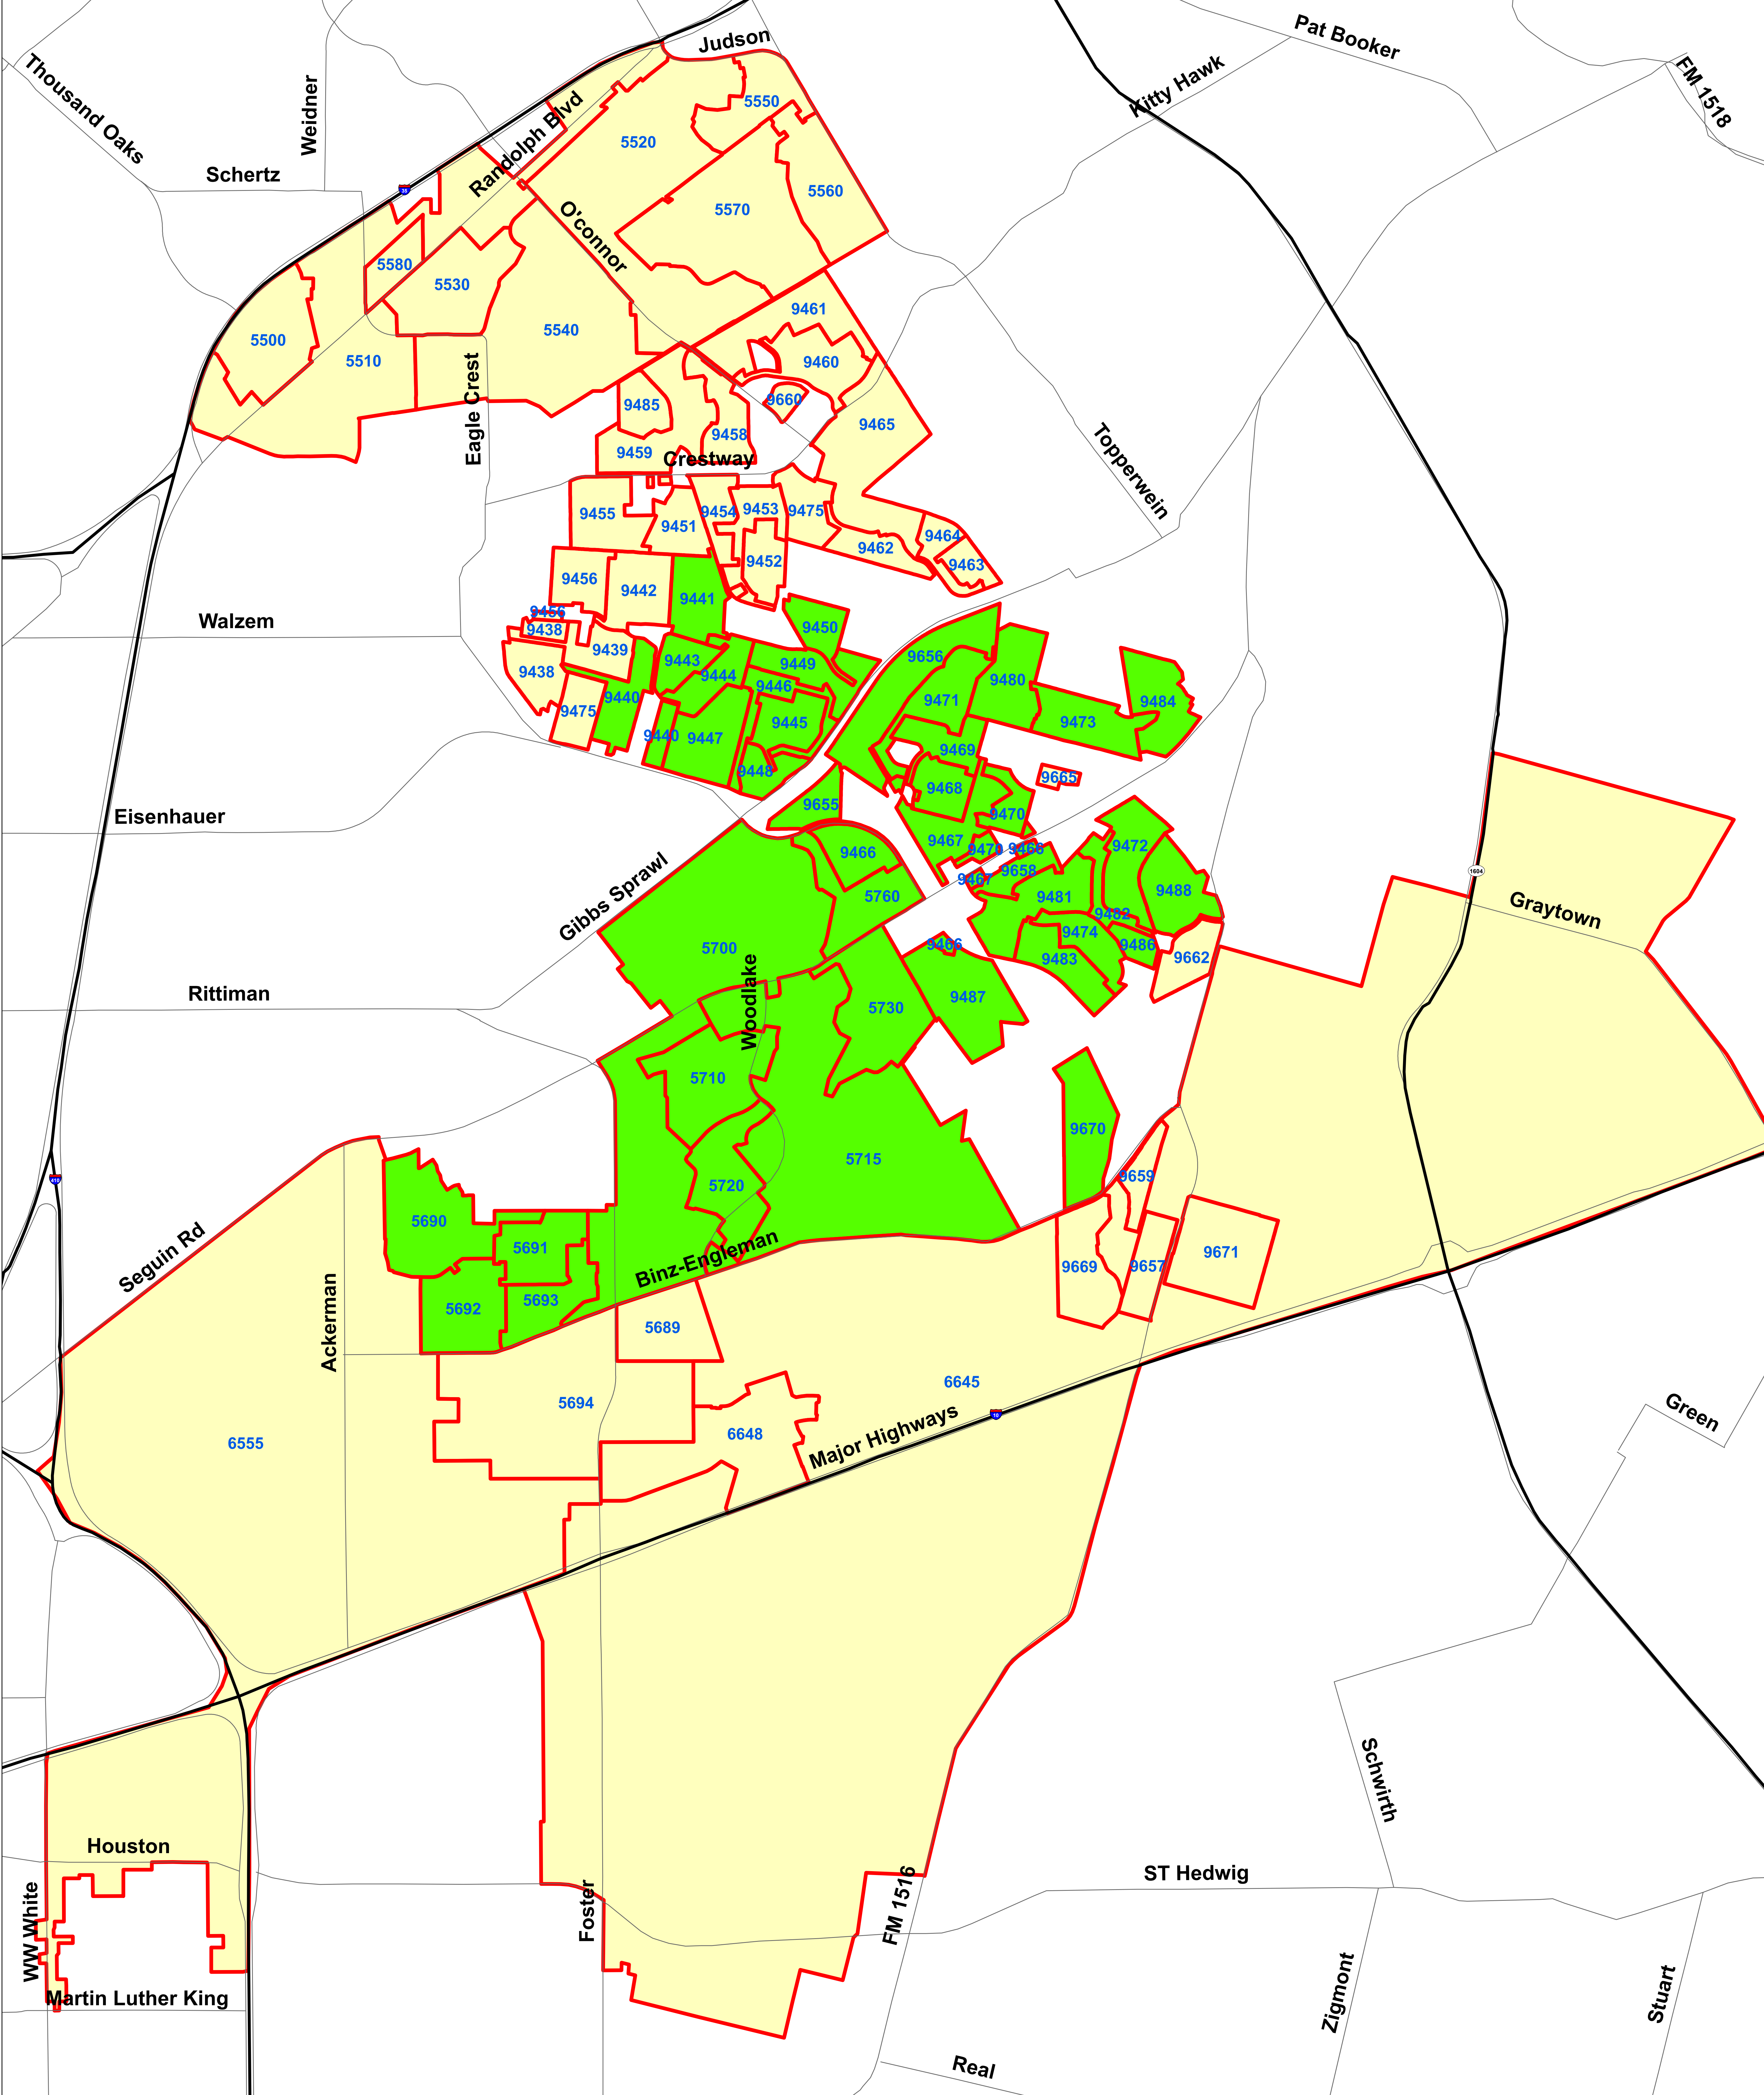 Judson
Pat Booker
Thousand Oaks
Weidner
Kitty Hawk
FM 1518
Randolph Blvd
5550
5520
Schertz
35
5560
5570
O'connor
5580
5530
9461
5540
5500
5510
9460
Eagle Crest
9660
9485
9465
9458
9459
Crestway
Topperwein
9455
9454
9453
9475
9451
9464
9462
9452
9463
9456
9442
9441
9456
Walzem
9438
9450
9439
9656
9443
9449
9438
9444
9480
9446
9440
9471
9484
9475
9445
9473
9440
9447
9469
9448
9665
9468
9655
9470
Eisenhauer
9467
9470
9468
9472
9466
9658
9467
9488
Gibbs Sprawl
5760
9481
1604
Graytown
9482
9474
9466
9486
5700
9483
9662
Rittiman
Woodlake
9487
5730
5710
9670
5715
9659
410
5720
5690
Seguin Rd
5691
9671
Binz-Engleman
9669
9657
5693
5692
Ackerman
5689
6645
5694
Green
10
6648
Major Highways
6555
Schwirth
Houston
ST Hedwig
FM 1516
Foster
WW White
Zigmont
Stuart
Martin Luther King
Real